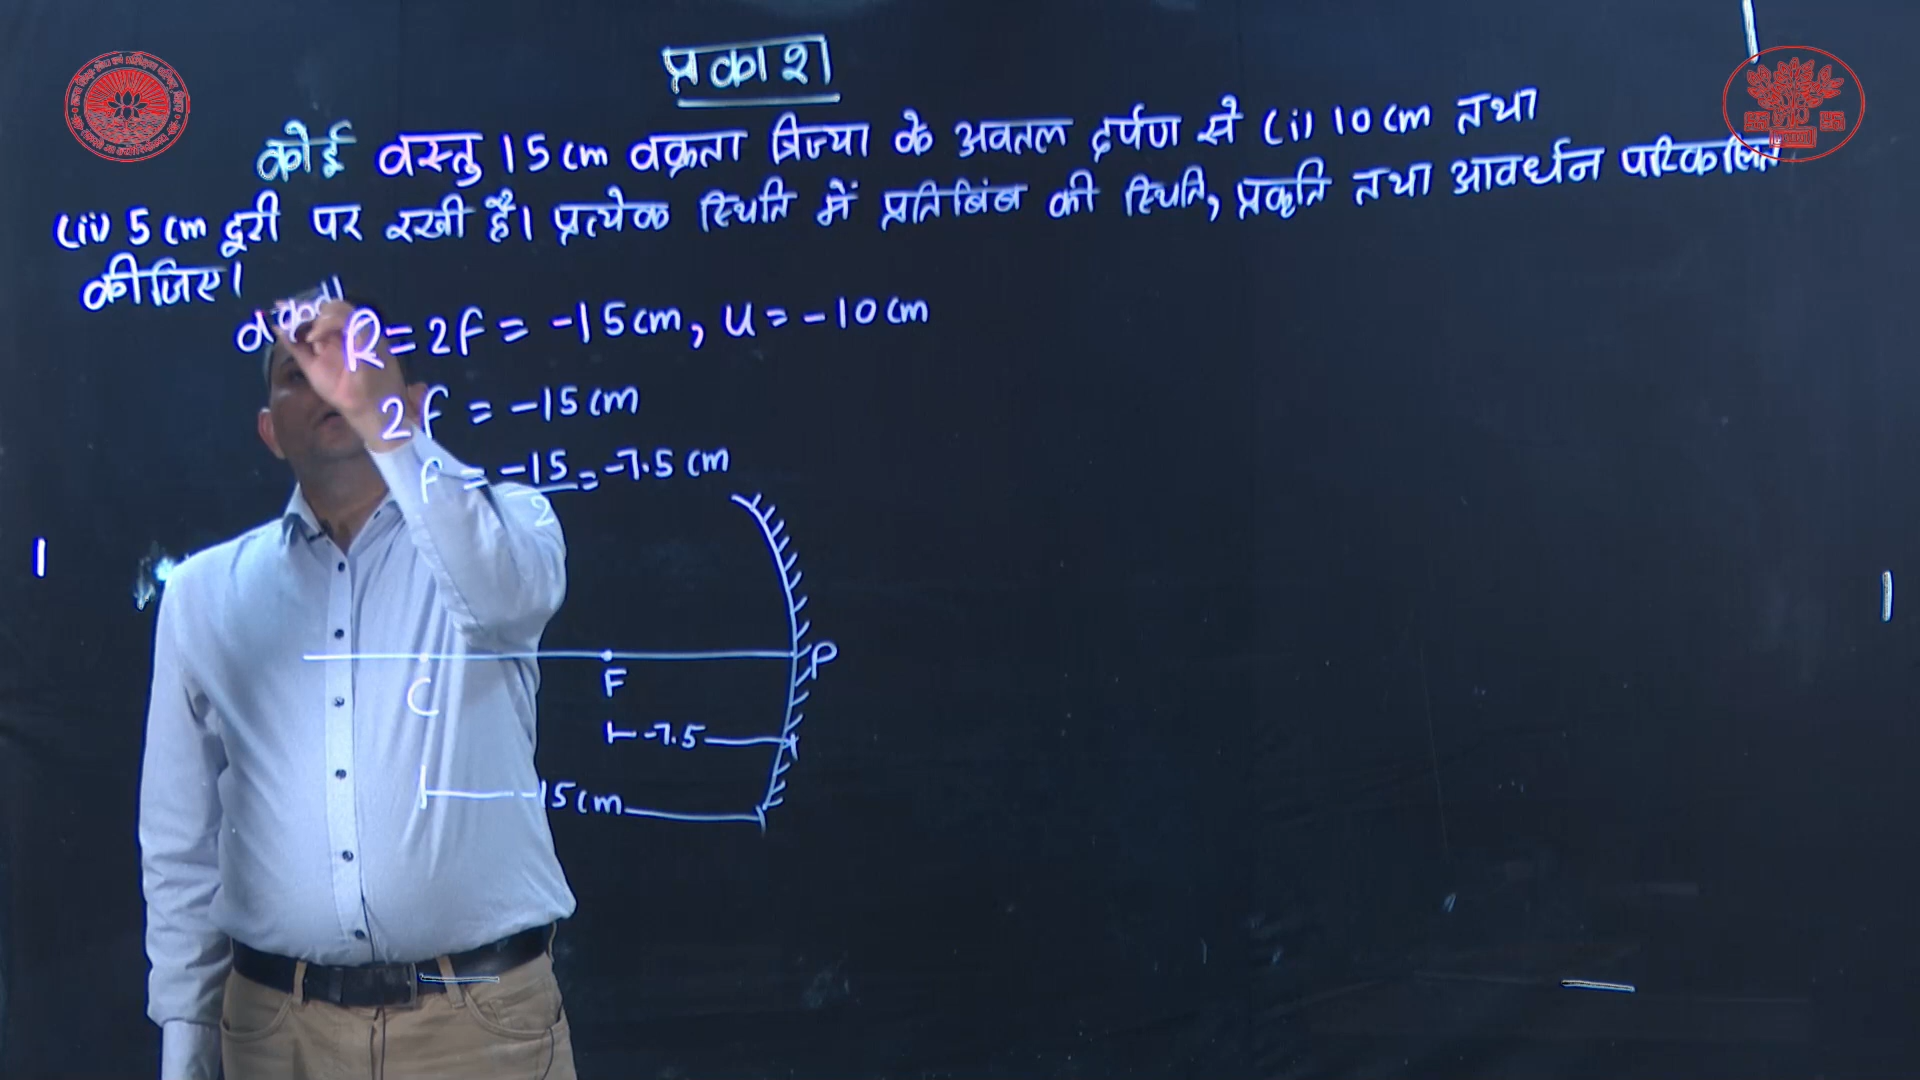 प्रकाश
कोई वस्तु 15 cm वक्रता त्रिज्या के अवतल दर्पण से (i) 10 cm तथा
(ii) 5 cm दूरी पर रखी है। प्रत्येक स्थिति में प्रतिबिंब की स्थिति, प्रकृति तथा आवर्धन परिकलित
कीजिए।
वक्रता R = 2f = -15 cm, u = -10 cm
2f = -15 cm
f = -15/2 = -7.5 cm
P
F
C
-7.5
-15 cm